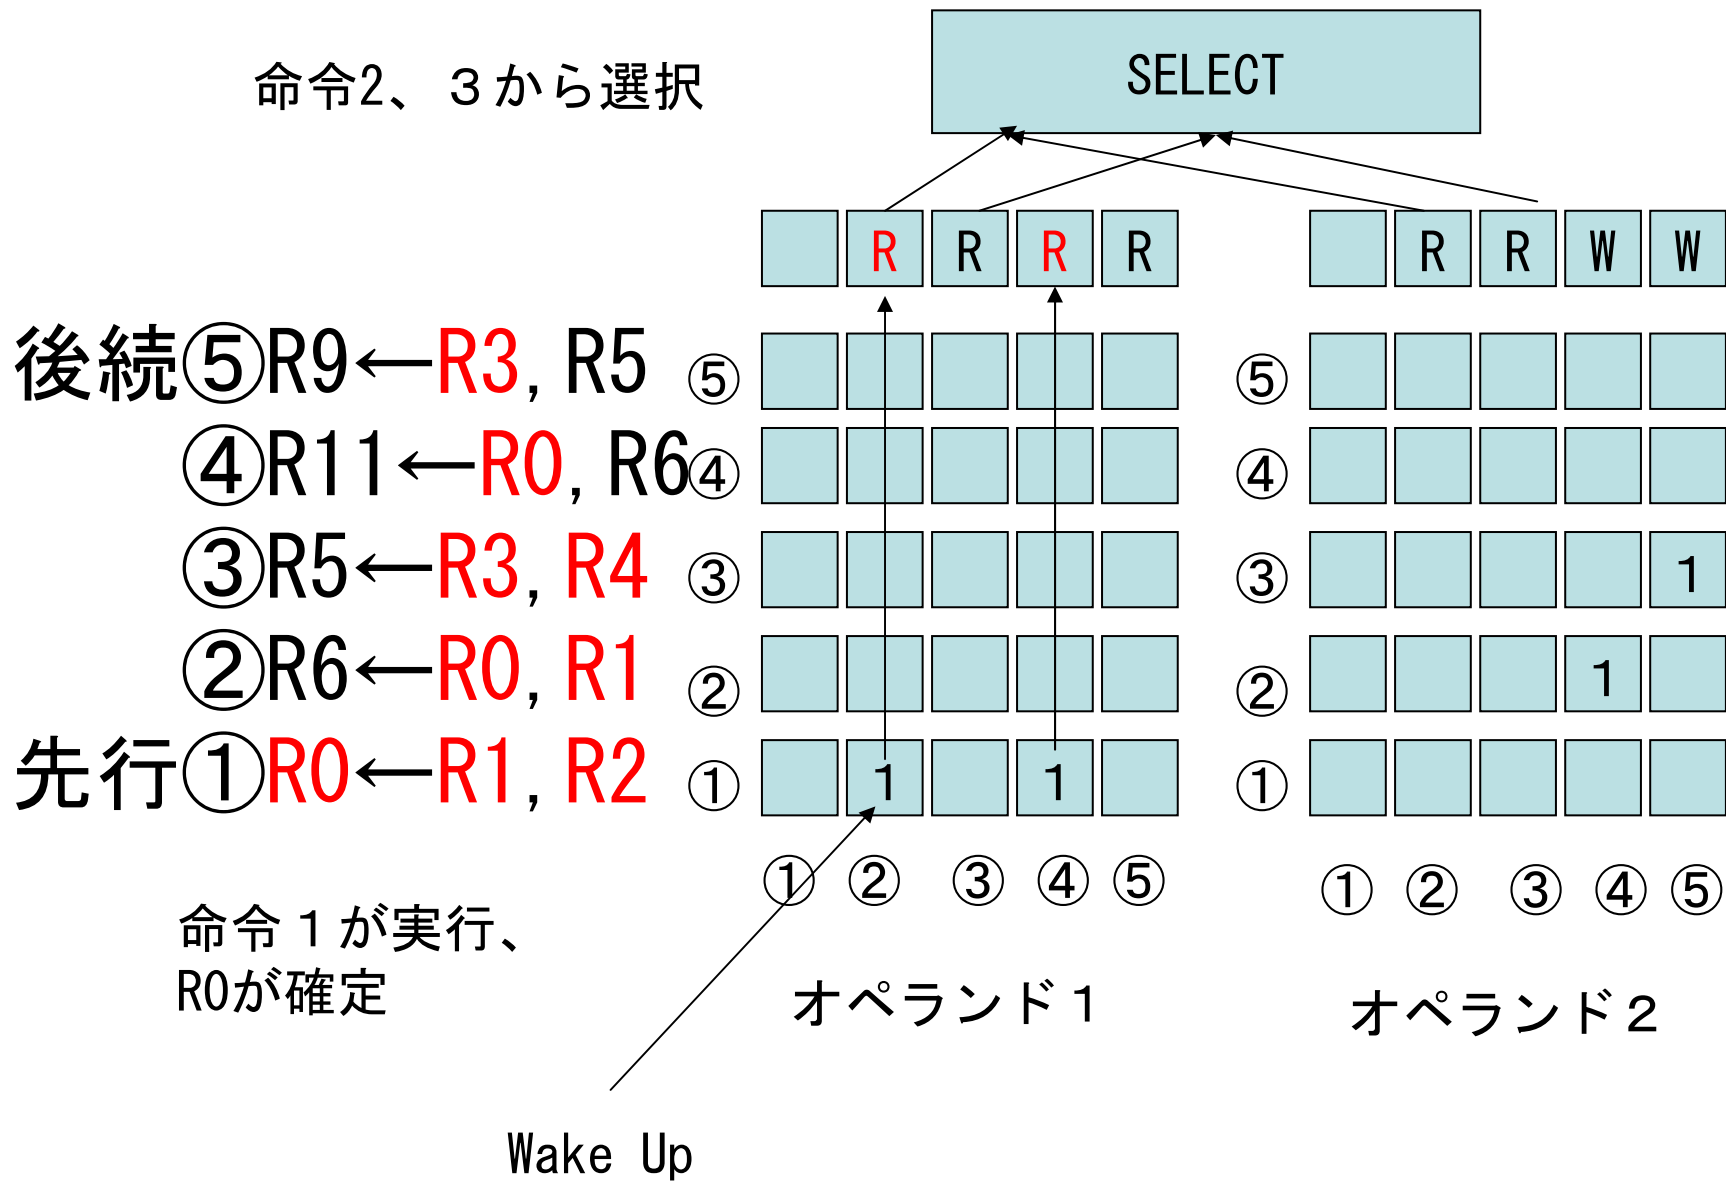 SELECT
命令2、３から選択
R R R R
R R W W
後続⑤R9←R3,R5
④R11←R0,R6
③R5←R3,R4
②R6←R0,R1
先行①R0←R1,R2
⑤
④
③
②
① 1 1
① ② ③ ④ ⑤
オペランド１
⑤
④
③ 1
② 1
①
① ② ③ ④ ⑤
オペランド２
命令１が実行、
R0が確定
Wake Up